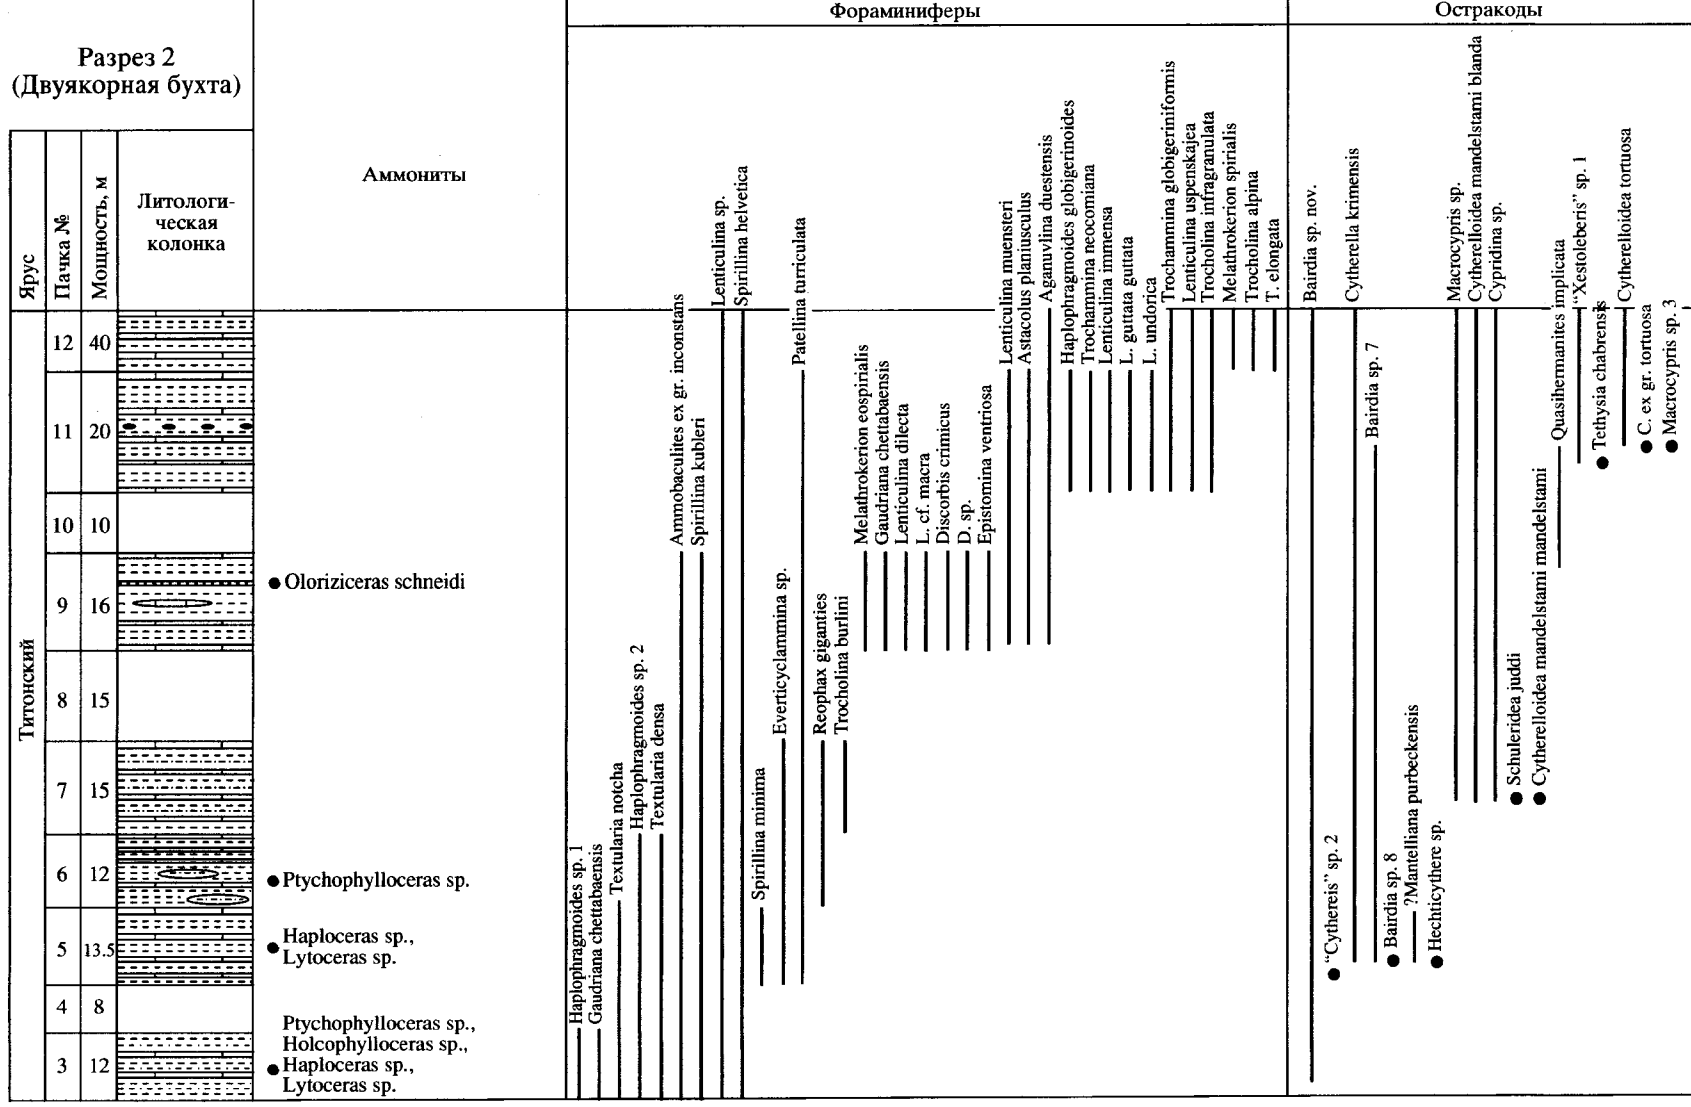 Фораминиферы
Остракоды
Разрез 2
(Двуякорная бухта)
Ярус
Пачка №
Мощность, м
Литологи-
ческая
колонка
Аммониты
Титонский
12 40
11 20
10 10
9 16
8 15
7 15
6 12
5 13.5
4 8
3 12
Oloriziceras schneidi
Ptychophylloceras sp.
Haploceras sp.,
Lytoceras sp.
Ptychophylloceras sp.,
Holcophylloceras sp.,
Haploceras sp.,
Lytoceras sp.
Haplophragmoides sp. 1
Gaudriana chettabaensis
Textularia notcha
Haplophragmoides sp. 2
Textularia densa
Ammobaculites ex gr. inconstans
Spirillina kubleri
Lenticulina sp.
Spirillina helvetica
Spirillina minima
Everticyclammina sp.
Patellina turriculata
Reophax giganties
Trocholina burlini
Melathrokerion eospirialis
Gaudriana chettabaensis
Lenticulina dilecta
L. cf. macra
Discorbis crimicus
D. sp.
Epistomina ventriosa
Lenticulina muensteri
Astacolus planiusculus
Aganuvlina duestensis
Haplophragmoides globigerinoides
Trochammina neocomiana
Lenticulina immensa
L. guttata guttata
L. undorica
Trochammina globigeriniformis
Lenticulina uspenskajea
Trocholina infragranulata
Melathrokerion spirialis
Trocholina alpina
T. elongata
Bairdia sp. nov.
"Cythereis" sp. 2
Cytherella krimensis
Bairdia sp. 7
Bairdia sp. 8
?Mantelliana purbeckensis
Hechticythere sp.
Macrocypris sp.
Cytherelloidea mandelstami blanda
Cypridina sp.
Schuleridea juddi
Cytherelloidea mandelstami mandelstami
Quasihermanites implicata
"Xestoleberis" sp. 1
Tethysia chabrensis
Cytherelloidea tortuosa
C. ex gr. tortuosa
Macrocypris sp. 3